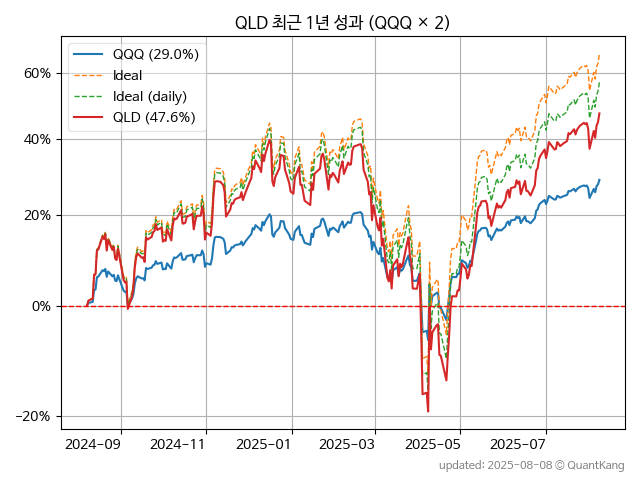 QLD 최근 1년 성과 (QQQ × 2)
QQQ (29.0%)
Ideal
Ideal (daily)
QLD (47.6%)
60%
40%
20%
0%
−20%
2024-09 2024-11 2025-01 2025-03 2025-05 2025-07
updated: 2025-08-08 © QuantKang